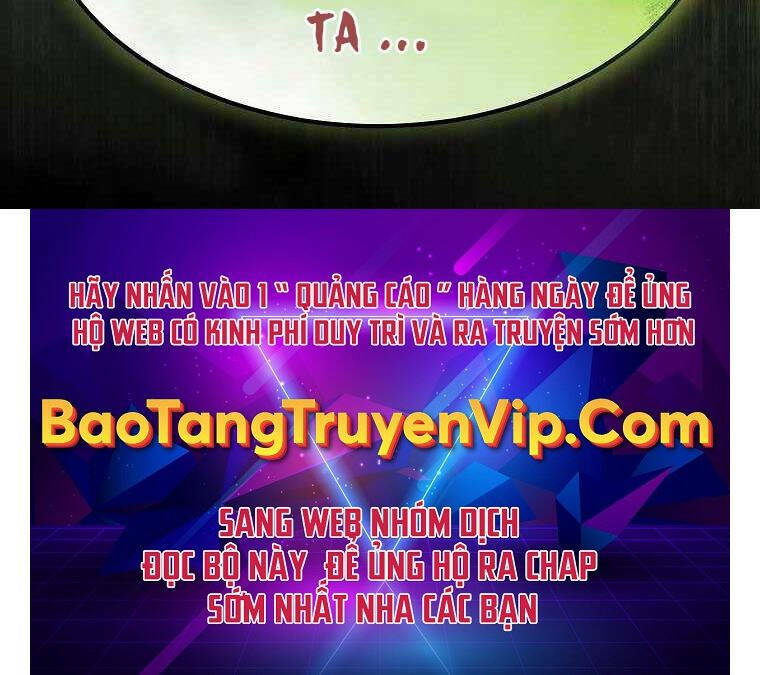 TA ...
HÃY NHẤN VÀO 1 “ QUẢNG CÁO ” HÀNG NGÀY ĐỂ ỦNG
HỘ WEB CÓ KINH PHÍ DUY TRÌ VÀ RA TRUYỆN SỚM HƠN
BaoTangTruyenVip.Com
SANG WEB NHÓM DỊCH
ĐỌC BỘ NÀY ĐỂ ỦNG HỘ RA CHAP
SỚM NHẤT NHA CÁC BẠN